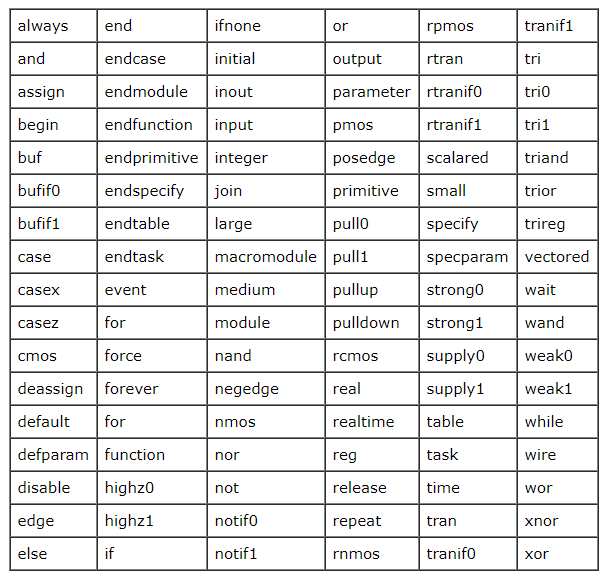 always end ifnone or rpmos tranif1
and endcase initial output rtran tri
assign endmodule inout parameter rtranif0 tri0
begin endfunction input pmos rtranif1 tri1
buf endprimitive integer posedge scalared triand
bufif0 endspecify join primitive small trior
bufif1 endtable large pull0 specify trireg
case endtask macromodule pull1 specparam vectored
casex event medium pullup strong0 wait
casez for module pulldown strong1 wand
cmos force nand rcmos supply0 weak0
deassign forever negedge real supply1 weak1
default for nmos realtime table while
defparam function nor reg task wire
disable highz0 not release time wor
edge highz1 notif0 repeat tran xnor
else if notif1 rnmos tranif0 xor